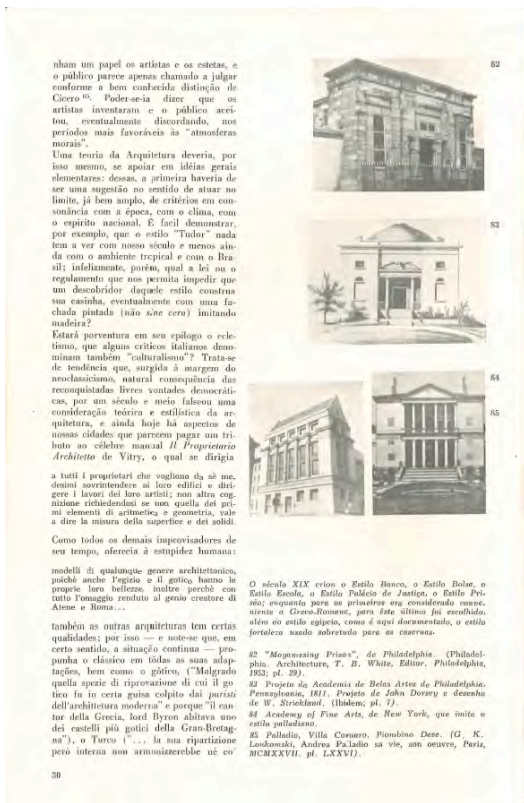 nham um papel os artistas e os estetas, e
o público parece apenas chamado a julgar
conforme a bem conhecida distinção de
Cícero ⁶⁵. Poder-se-ia dizer que os
artistas inventaram e o público acei-
tou, eventualmente discordando, nos
períodos mais favoráveis às "atmosferas
morais".
Uma teoria da Arquitetura deveria, por
isso mesmo, se apoiar em idéias gerais
elementares: dessas, a primeira haveria de
ser uma sugestão no sentido de atuar no
limite, já bem amplo, de critérios em con-
sonância com a época, com o clima, com
o espírito nacional. É facil demonstrar,
por exemplo, que o estilo "Tudor" nada
tem a ver com nosso século e menos ain-
da com o ambiente tropical e com o Bra-
sil; infelizmente, porém, qual a lei ou o
regulamento que nos permita impedir que
um descobridor daquele estilo construa
sua casinha, eventualmente com uma fa-
chada pintada (não sine cera) imitando
madeira?
Estará porventura em seu epílogo o ecle-
tismo, que alguns críticos italianos deno-
minam também "culturalismo"? Trata-se
de tendência que, surgida à margem do
neoclassicismo, natural consequência das
reconquistadas livres vontades democráti-
cas, por um século e meio falseou uma
consideração teórica e estilística da ar-
quitetura, e ainda hoje há aspectos de
nossas cidades que parecem pagar um tri-
buto ao célebre manual Il Proprietario
Architetto de Vitry, o qual se dirigia
a tutti i proprietari che vogliono da sè me-
desimi sovrintendere ai loro edifici e diri-
gere i lavori dei loro artisti; non altra cog-
nizione richiedendosi se non quella dei pri-
mi elementi di aritmetica e geometria, vale
a dire la misura della superfice e dei solidi.
Como todos os demais improvisadores de
seu tempo, oferecia à estupidez humana:
modelli di qualunque genere architettonico,
poichè anche l'egizio e il gotico hanno le
proprie loro bellezze, inoltre perchè con
tutto l'omaggio renduto al genio creatore di
Atene e Roma...
também as outras arquiteturas tem certas
qualidades; por isso — e note-se que, em
certo sentido, a situação continua — pro-
punha o clássico em tôdas as suas adap-
tações, bem como o gótico, ("Malgrado
quella spezie di riprovazione di cui il go-
tico fu in certa guisa colpito dai puristi
dell'archittetura moderna" e porque "il can-
tor della Grecia, lord Byron abitava uno
dei castelli più gotici della Gran-Bretag-
na"), o Turco ("... la sua ripartizione
però interna non armonizzerebbe nè co'
30
82
83
84
85
O século XIX criou o Estilo Banco, o Estilo Bolsa, o
Estilo Escola, o Estilo Palácio de Justiça, o Estilo Pri-
são; enquanto para os primeiros era considerado conve-
niente o Greco-Romano, para êste último foi escolhido,
além do estilo egípcio, como é aqui documentado, o estilo
fortaleza usado sobretudo para as casernas.
82 "Moyamesing Prison", de Philadelphia. (Philadel-
phia Architecture, T. B. White, Editor. Philadelphia,
1953; pl. 29).
83 Projeto da Academia de Belas Artes de Philadelphia.
Pennsylvania, 1811. Projeto de John Dorsey e desenho
de W. Strickland. (Ibidem; pl. 7).
84 Academy of Fine Arts, de New York, que imita o
estilo palladiano.
85 Palladio, Villa Cornaro, Piombino Dese. (G. K.
Loukomski, Andrea Palladio sa vie, son oeuvre, Paris,
MCMXXVII. pl. LXXVI).